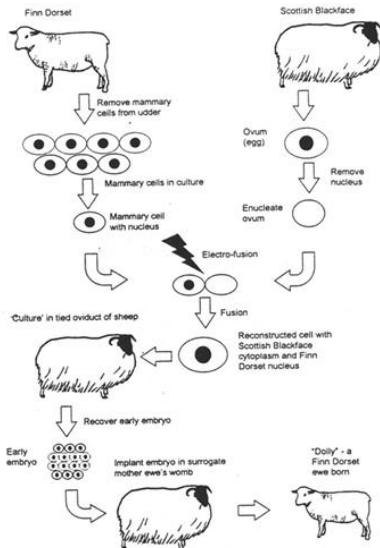 Finn Dorset
Scottish Blackface
Remove mammary
cells from udder
Ovum
(egg)
Remove
nucleus
Mammary cells in culture
Enucleate
ovum
Mammary cell
with nucleus
Electro-fusion
Fusion
'Culture' in tied oviduct of sheep
Reconstructed cell with
Scottish Blackface
cytoplasm and Finn
Dorset nucleus
Recover early embryo
Early
embryo
Implant embryo in surrogate
mother ewe's womb
"Dolly" - a
Finn Dorset
ewe born